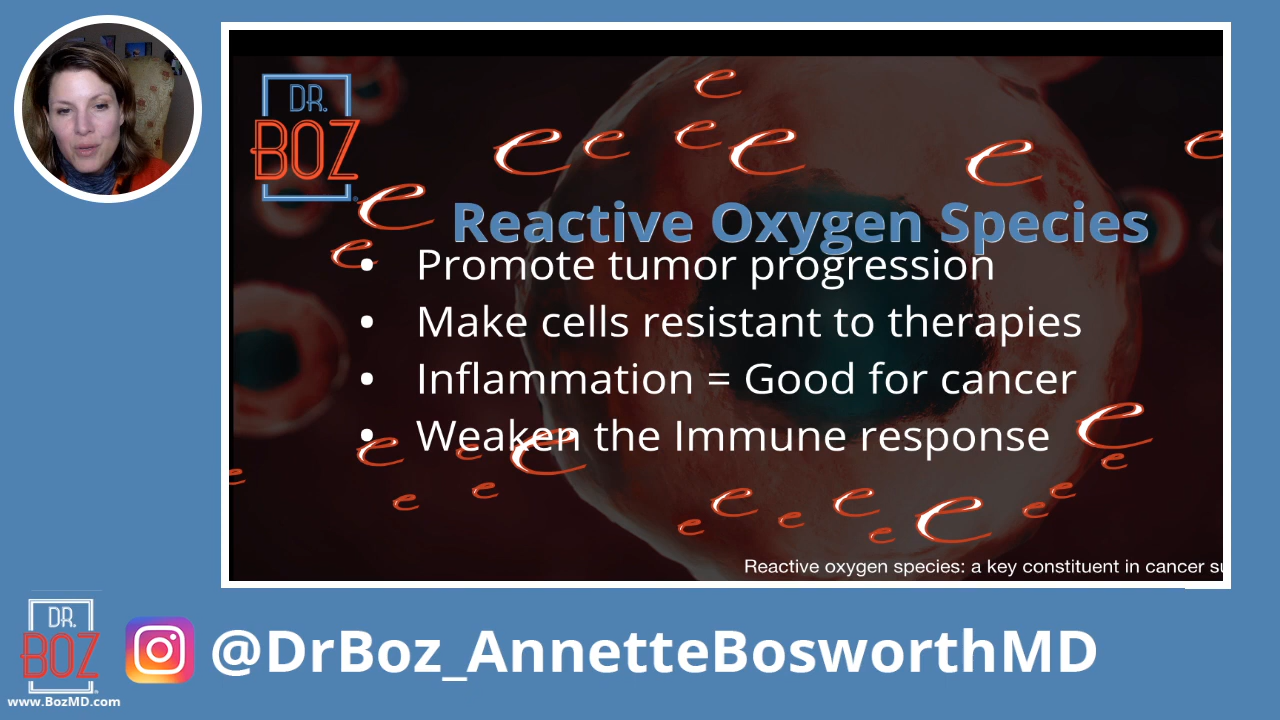 DR.
BOZ
e
e e e e e e
e
e
Reactive Oxygen Species
• Promote tumor progression
• Make cells resistant to therapies
• Inflammation = Good for cancer
• Weaken the Immune response
e e
e e e e
e e e e e e
e e e e
Reactive oxygen species: a key constituent in cancer su
DR.
BOZ
@DrBoz_AnnetteBosworthMD
www.BozMD.com